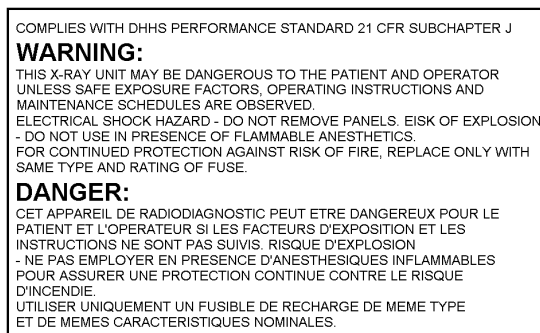 COMPLIES WITH DHHS PERFORMANCE STANDARD 21 CFR SUBCHAPTER J
WARNING:
THIS X-RAY UNIT MAY BE DANGEROUS TO THE PATIENT AND OPERATOR
UNLESS SAFE EXPOSURE FACTORS, OPERATING INSTRUCTIONS AND
MAINTENANCE SCHEDULES ARE OBSERVED.
ELECTRICAL SHOCK HAZARD - DO NOT REMOVE PANELS. EISK OF EXPLOSION
- DO NOT USE IN PRESENCE OF FLAMMABLE ANESTHETICS.
FOR CONTINUED PROTECTION AGAINST RISK OF FIRE, REPLACE ONLY WITH
SAME TYPE AND RATING OF FUSE.
DANGER:
CET APPAREIL DE RADIODIAGNOSTIC PEUT ETRE DANGEREUX POUR LE
PATIENT ET L'OPERATEUR SI LES FACTEURS D'EXPOSITION ET LES
INSTRUCTIONS NE SONT PAS SUIVIS. RISQUE D'EXPLOSION
- NE PAS EMPLOYER EN PRESENCE D'ANESTHESIQUES INFLAMMABLES
POUR ASSURER UNE PROTECTION CONTINUE CONTRE LE RISQUE
D'INCENDIE.
UTILISER UNIQUEMENT UN FUSIBLE DE RECHARGE DE MEME TYPE
ET DE MEMES CARACTERISTIQUES NOMINALES.